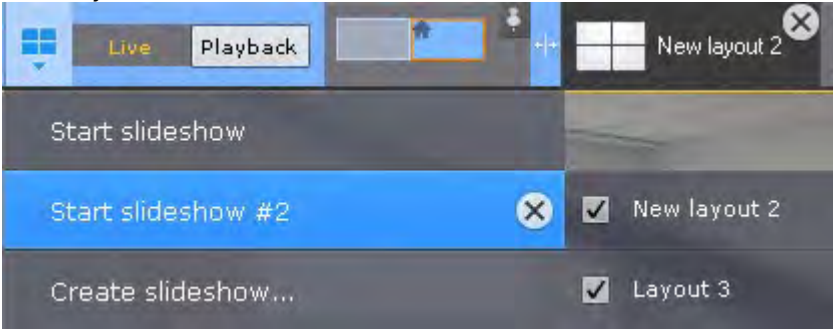 Live Playback New layout 2
Start slideshow
Start slideshow #2 New layout 2
Create slideshow... Layout 3